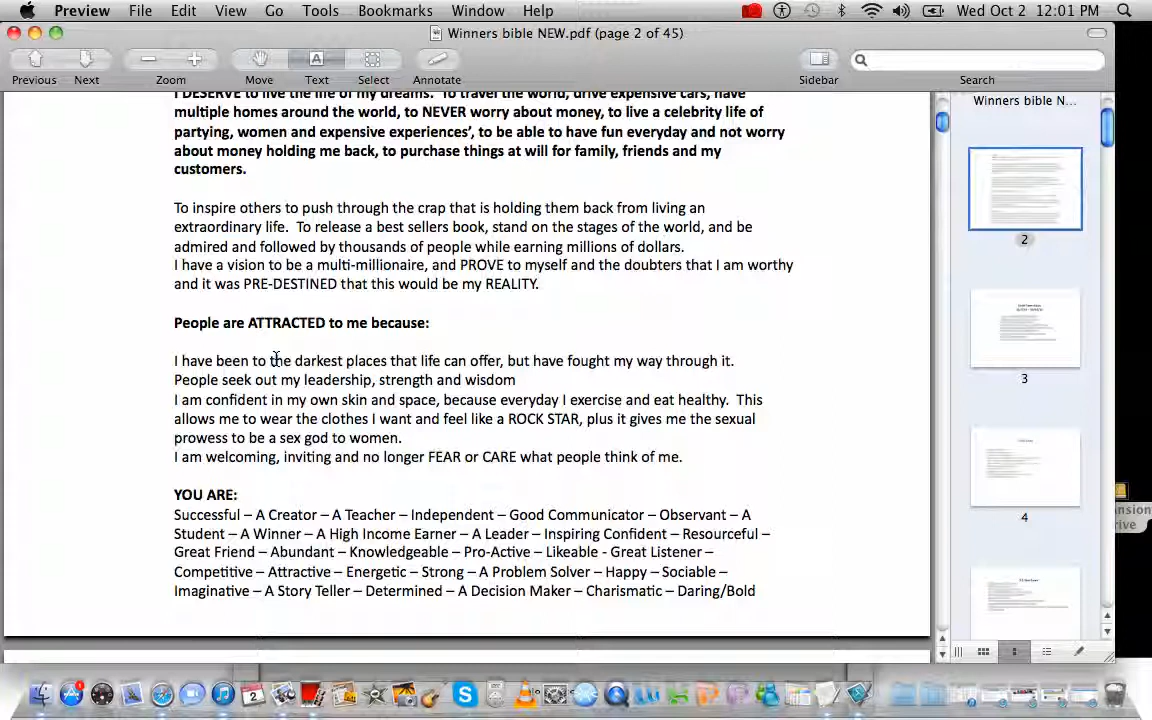 Preview File Edit View Go Tools Bookmarks Window Help Wed Oct 2 12:01 PM
Winners bible NEW.pdf (page 2 of 45)
Previous Next Zoom Move Text Select Annotate Sidebar Search
I DESERVE to live the life of my dreams. To travel the world, drive expensive cars, have
multiple homes around the world, to NEVER worry about money, to live a celebrity life of
partying, women and expensive experiences', to be able to have fun everyday and not worry
about money holding me back, to purchase things at will for family, friends and my
customers.
To inspire others to push through the crap that is holding them back from living an
extraordinary life. To release a best sellers book, stand on the stages of the world, and be
admired and followed by thousands of people while earning millions of dollars.
I have a vision to be a multi-millionaire, and PROVE to myself and the doubters that I am worthy
and it was PRE-DESTINED that this would be my REALITY.
People are ATTRACTED to me because:
I have been to the darkest places that life can offer, but have fought my way through it.
People seek out my leadership, strength and wisdom
I am confident in my own skin and space, because everyday I exercise and eat healthy. This
allows me to wear the clothes I want and feel like a ROCK STAR, plus it gives me the sexual
prowess to be a sex god to women.
I am welcoming, inviting and no longer FEAR or CARE what people think of me.
YOU ARE:
Successful – A Creator – A Teacher – Independent – Good Communicator – Observant – A
Student – A Winner – A High Income Earner – A Leader – Inspiring Confident – Resourceful –
Great Friend – Abundant – Knowledgeable – Pro-Active – Likeable - Great Listener –
Competitive – Attractive – Energetic – Strong – A Problem Solver – Happy – Sociable –
Imaginative – A Story Teller – Determined – A Decision Maker – Charismatic – Daring/Bold
Winners bible N...
2
3
4